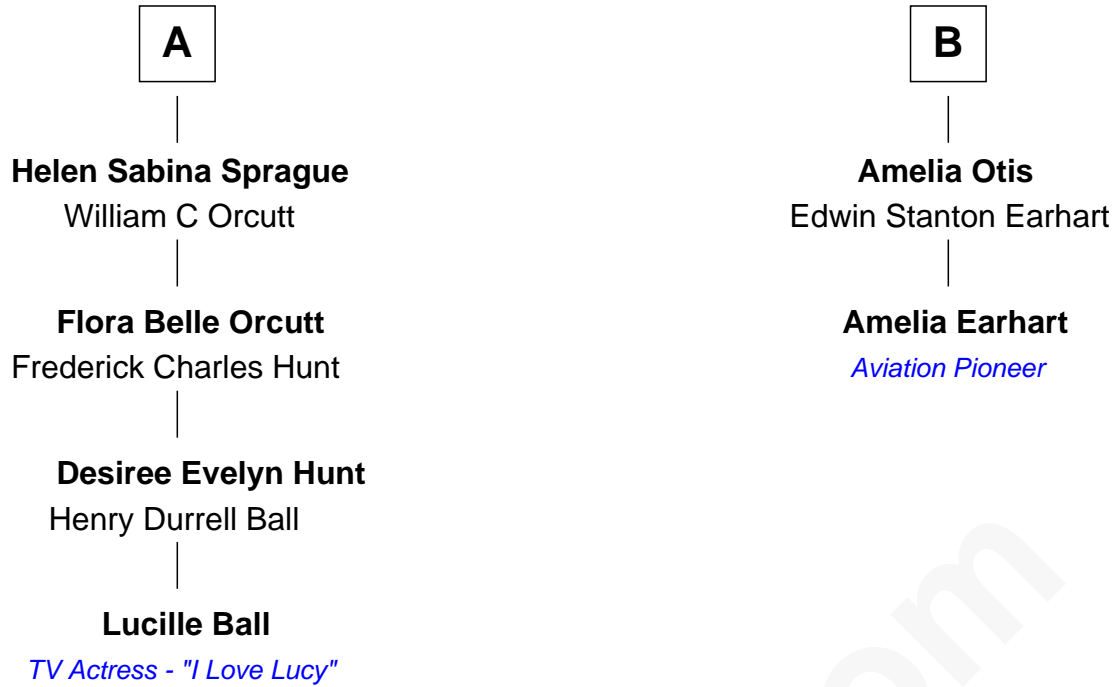 A
Helen Sabina Sprague
William C Orcutt
Flora Belle Orcutt
Frederick Charles Hunt
Desiree Evelyn Hunt
Henry Durrell Ball
Lucille Ball
TV Actress - "I Love Lucy"
B
Amelia Otis
Edwin Stanton Earhart
Amelia Earhart
Aviation Pioneer
om